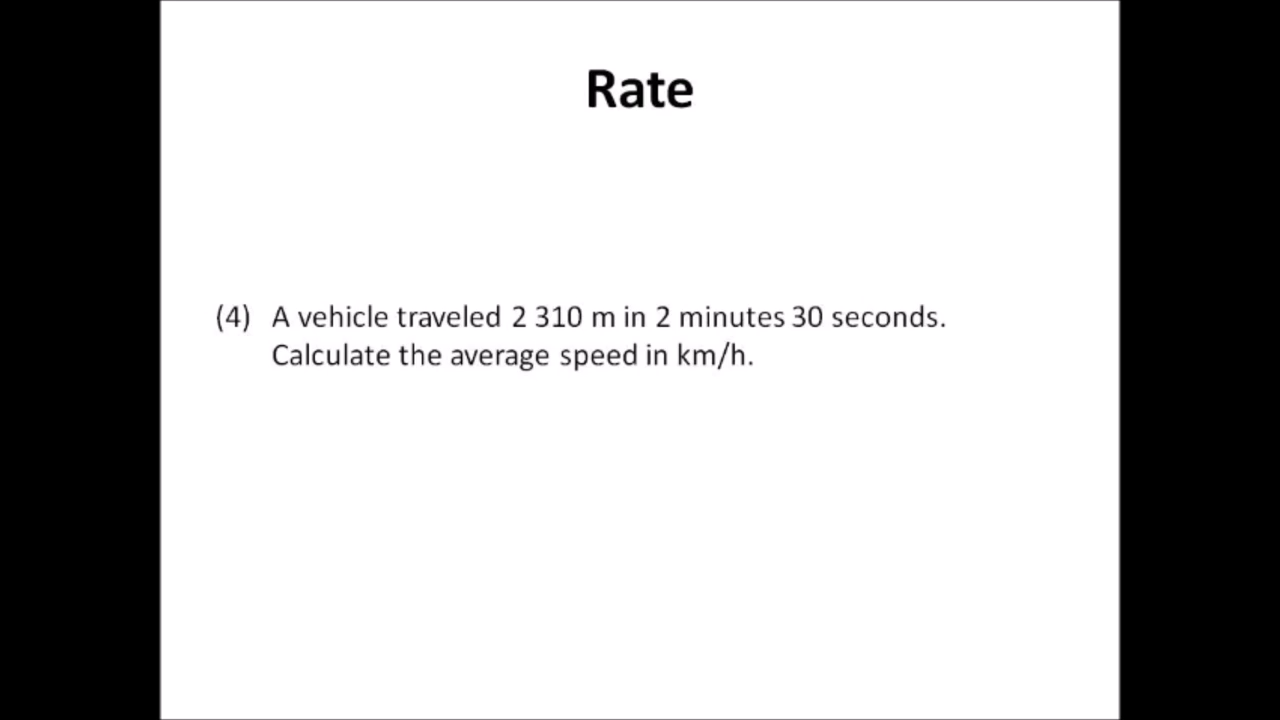 Rate
(4) A vehicle traveled 2 310 m in 2 minutes 30 seconds.
Calculate the average speed in km/h.